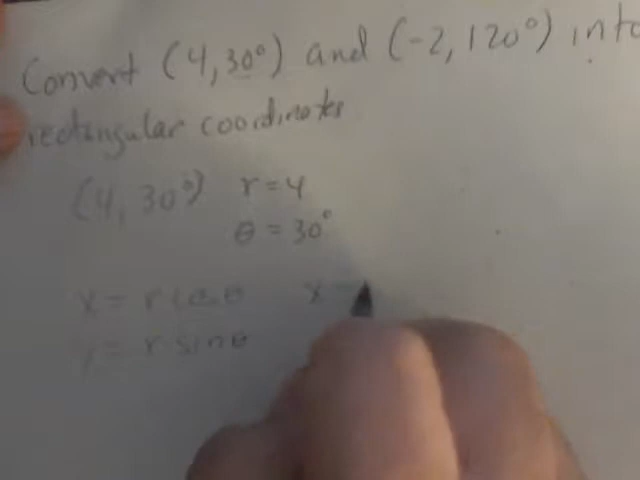 Convert (4,30°) and (-2,120°) into
rectangular coordinates
(4, 30°) r = 4
θ = 30°
x = r cos θ x =
y = r sin θ